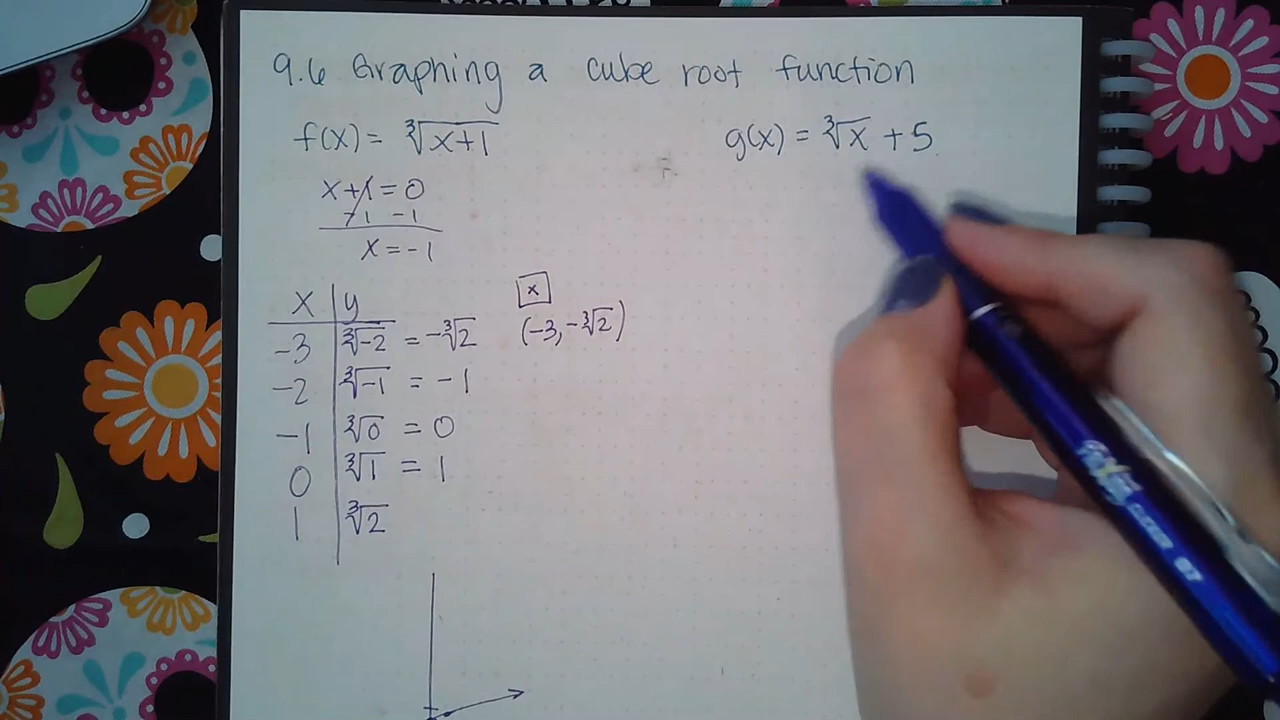 9.6 Graphing a cube root function
f(x) = ∛(x+1)
g(x) = ∛x + 5
x+1 = 0
-1 -1
x = -1
x | y
-3 | ∛-2 = -∛2
-2 | ∛-1 = -1
-1 | ∛0 = 0
0 | ∛1 = 1
1 | ∛2
x
(-3, -∛2)